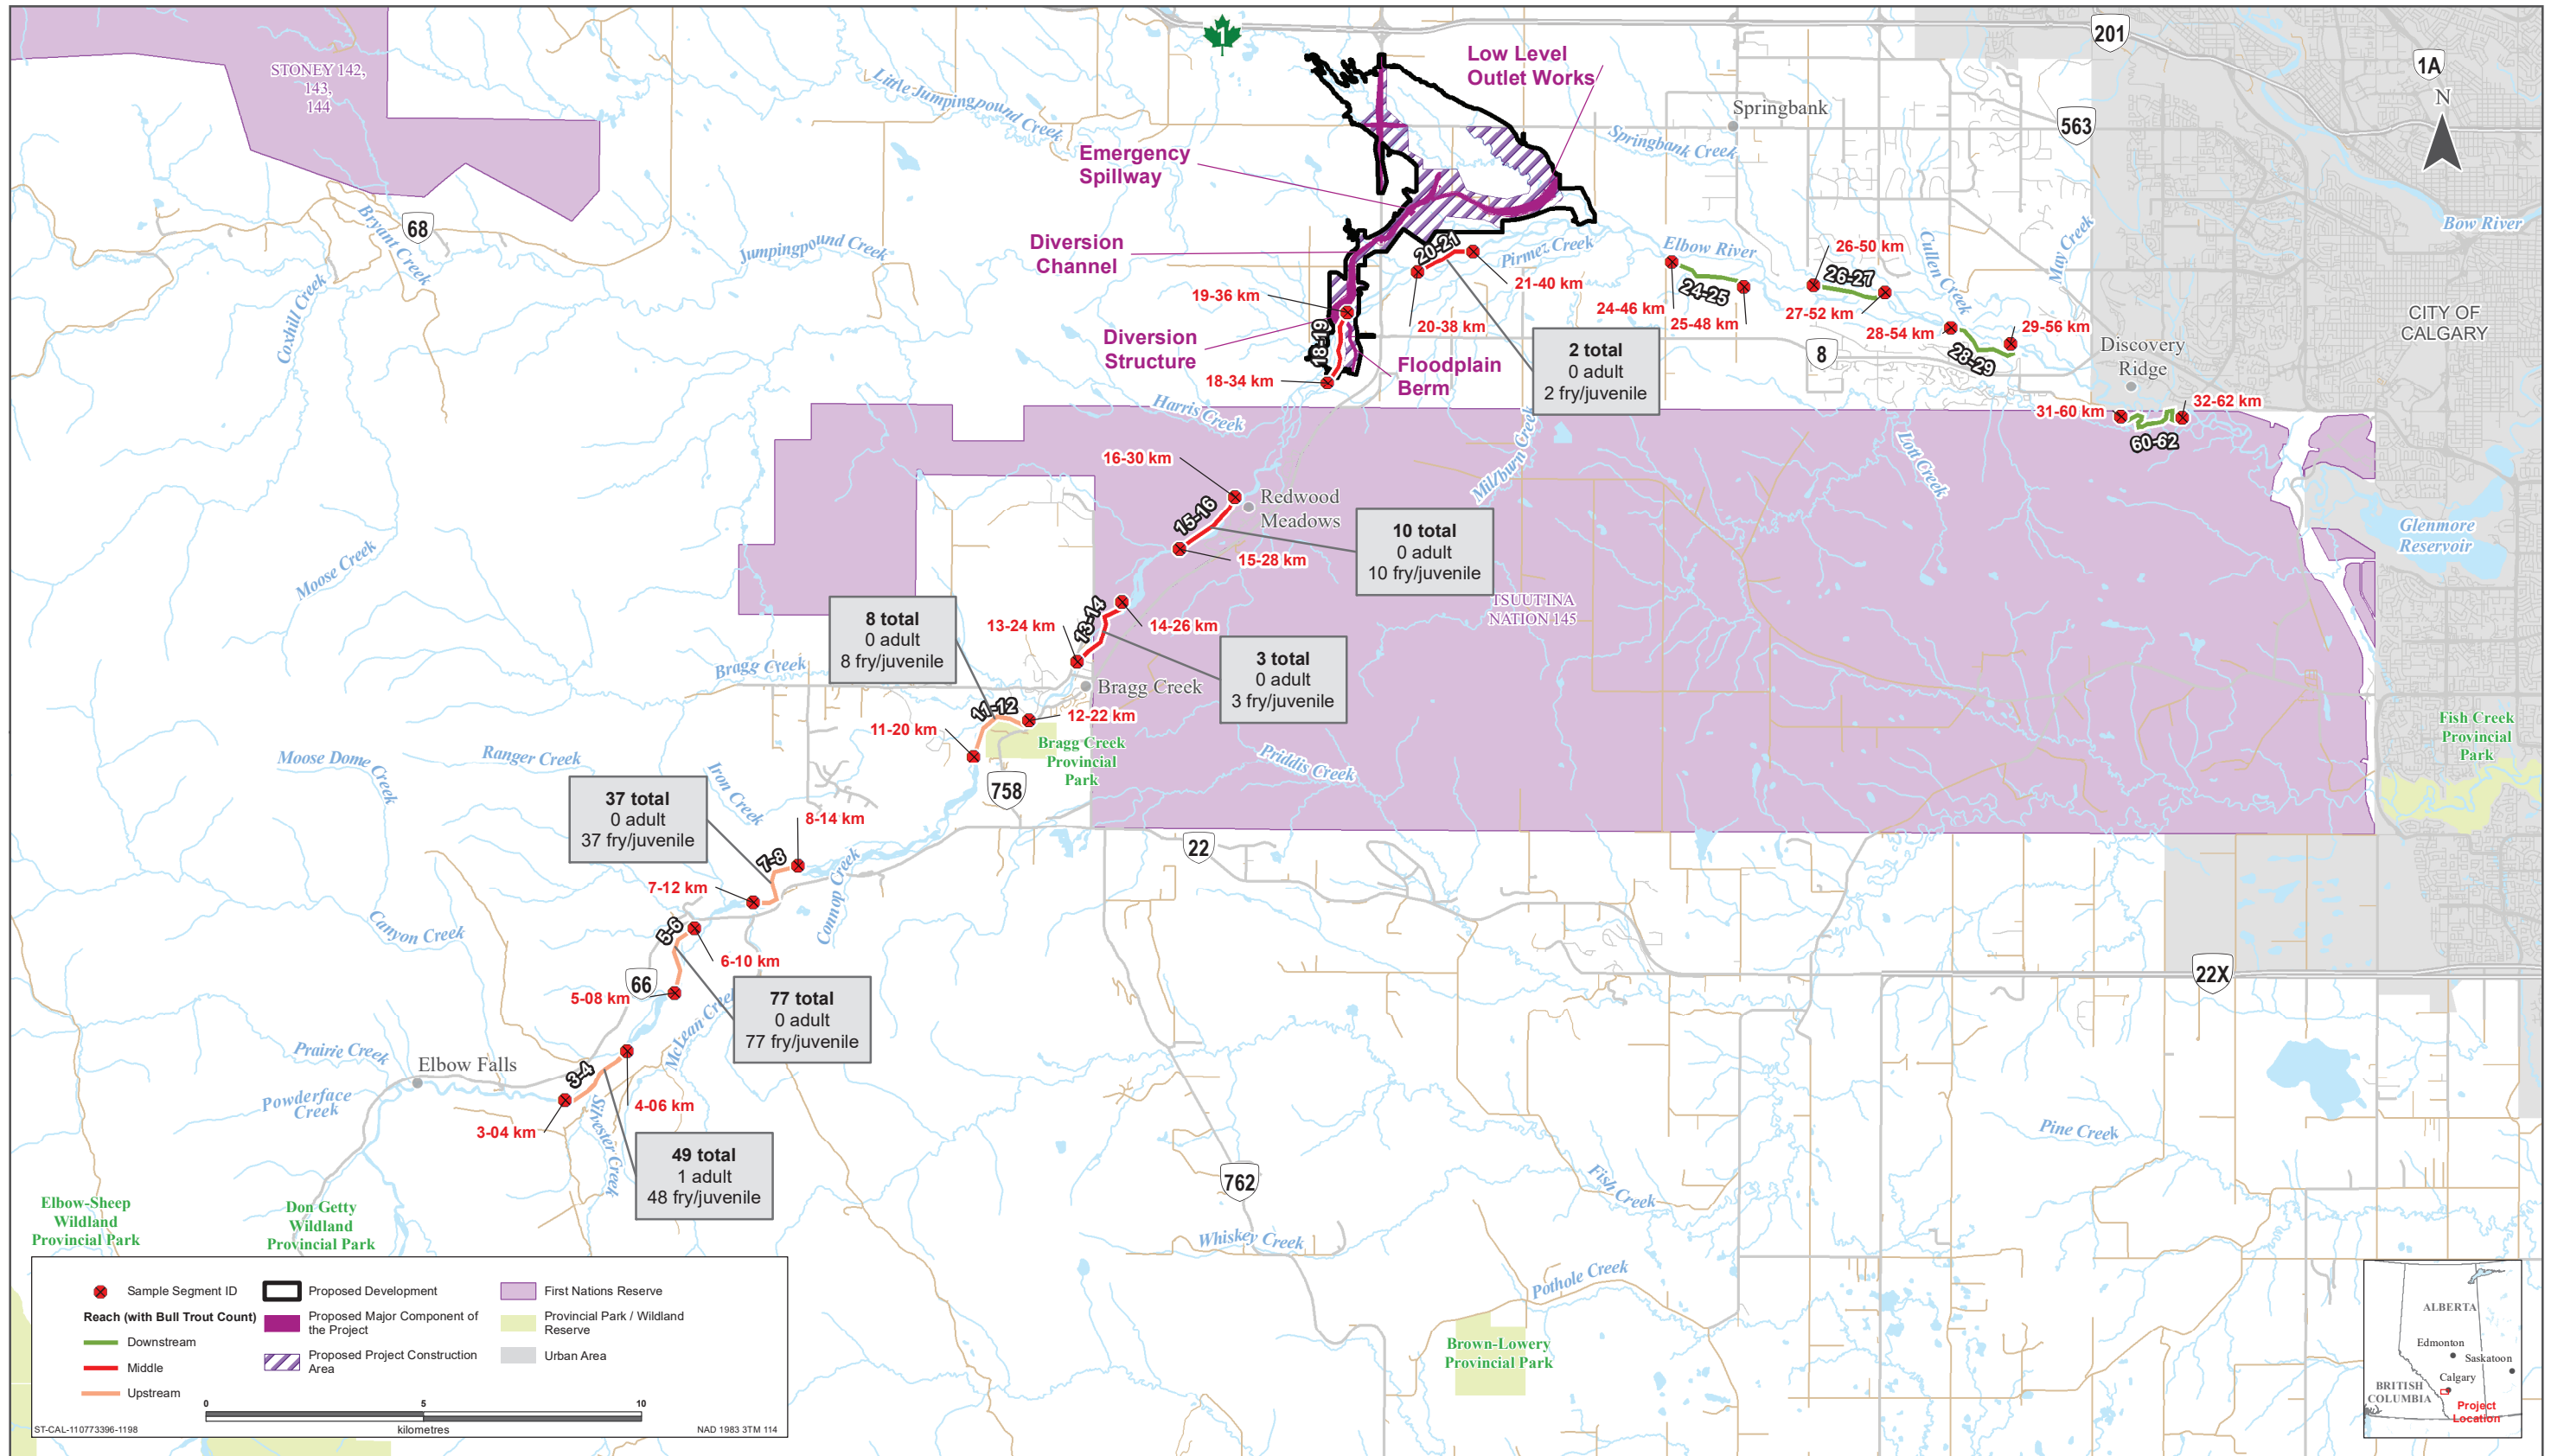 1
201
1A
N
STONEY 142,
143,
144
Little Jumpingpound Creek
Low Level
Outlet Works
Springbank
563
Springbank Creek
Emergency
Spillway
Bryant Creek
68
Coxhill Creek
Jumpingpound Creek
Diversion
Channel
20-21
Pirmez Creek
Elbow River
26-50 km
Cullen Creek
May Creek
Bow River
19-36 km
21-40 km
24-25
26-27
24-46 km
25-48 km
27-52 km
28-54 km
29-56 km
CITY OF
CALGARY
Diversion
Structure
18-19
20-38 km
Floodplain
Berm
2 total
0 adult
2 fry/juvenile
8
28-29
Discovery
Ridge
18-34 km
Harris Creek
31-60 km
32-62 km
60-62
Milburn Creek
Lott Creek
16-30 km
15-16
Redwood
Meadows
15-28 km
10 total
0 adult
10 fry/juvenile
Glenmore
Reservoir
Moose Creek
TSUUT'INA
NATION 145
8 total
0 adult
8 fry/juvenile
13-24 km
13-14
14-26 km
3 total
0 adult
3 fry/juvenile
Bragg Creek
Bragg Creek
11-12
12-22 km
11-20 km
Bragg Creek
Provincial
Park
Priddis Creek
Fish Creek
Provincial
Park
Moose Dome Creek
Ranger Creek
Iron Creek
758
37 total
0 adult
37 fry/juvenile
8-14 km
22
7-8
7-12 km
Connop Creek
Canyon Creek
5-6
6-10 km
66
5-08 km
22X
77 total
0 adult
77 fry/juvenile
McLean Creek
Prairie Creek
Elbow Falls
Powderface
Creek
3-4
3-04 km
4-06 km
Silvester Creek
49 total
1 adult
48 fry/juvenile
762
Pine Creek
Fish Creek
Whiskey Creek
Pothole Creek
Elbow-Sheep
Wildland
Provincial Park
Don Getty
Wildland
Provincial Park
Brown-Lowery
Provincial Park
Sample Segment ID
Reach (with Bull Trout Count)
Downstream
Middle
Upstream
Proposed Development
Proposed Major Component of
the Project
Proposed Project Construction
Area
First Nations Reserve
Provincial Park / Wildland
Reserve
Urban Area
0 5 10
kilometres
ST-CAL-110773396-1198
NAD 1983 3TM 114
ALBERTA
Edmonton
Saskatoon
Calgary
BRITISH
COLUMBIA
Project
Location